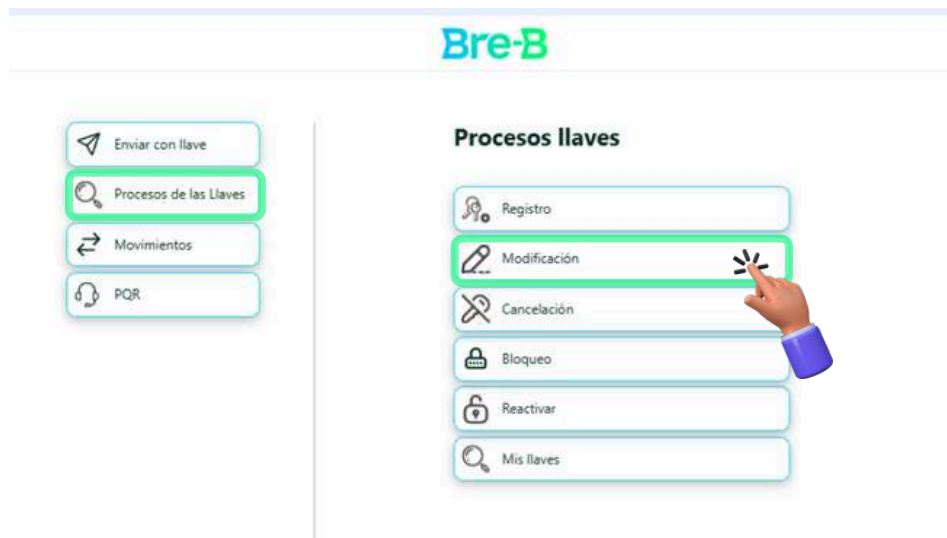 Bre-B
Enviar con llave
Procesos de las Llaves
Movimientos
PQR
Procesos llaves
Registro
Modificación
Cancelación
Bloqueo
Reactivar
Mis llaves